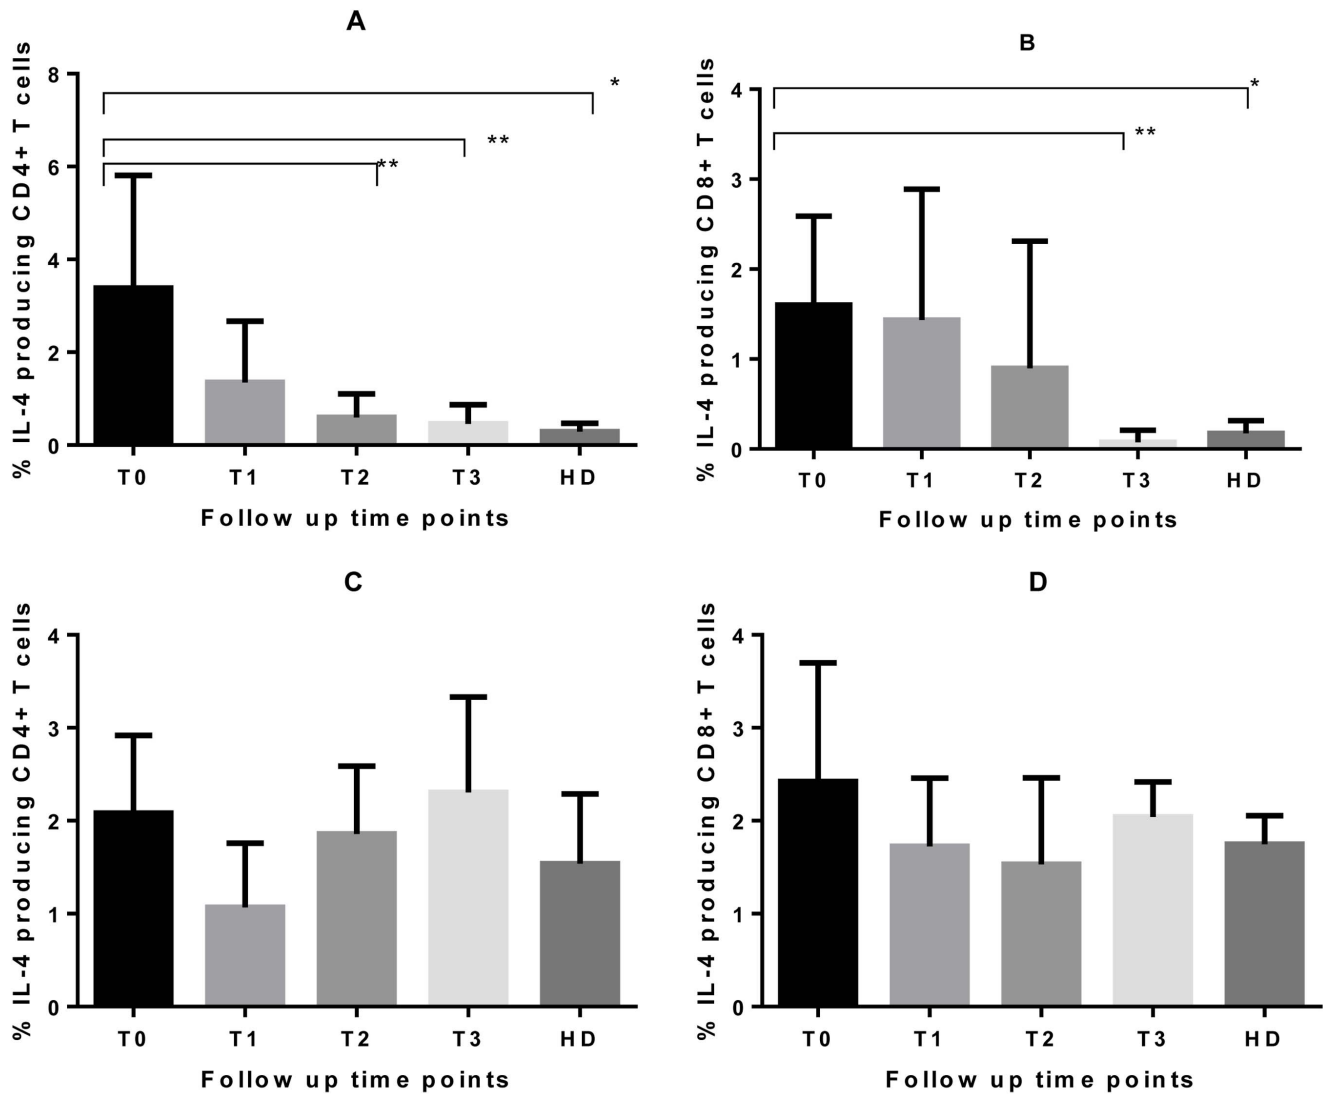 A
% IL-4 producing CD4+ T cells
8
6
4
2
0
*
**
**
T0 T1 T2 T3 HD
Follow up time points
B
% IL-4 producing CD8+ T cells
4
3
2
1
0
*
**
T0 T1 T2 T3 HD
Follow up time points
C
% IL-4 producing CD4+ T cells
4
3
2
1
0
T0 T1 T2 T3 HD
Follow up time points
D
% IL-4 producing CD8+ T cells
4
3
2
1
0
T0 T1 T2 T3 HD
Follow up time points